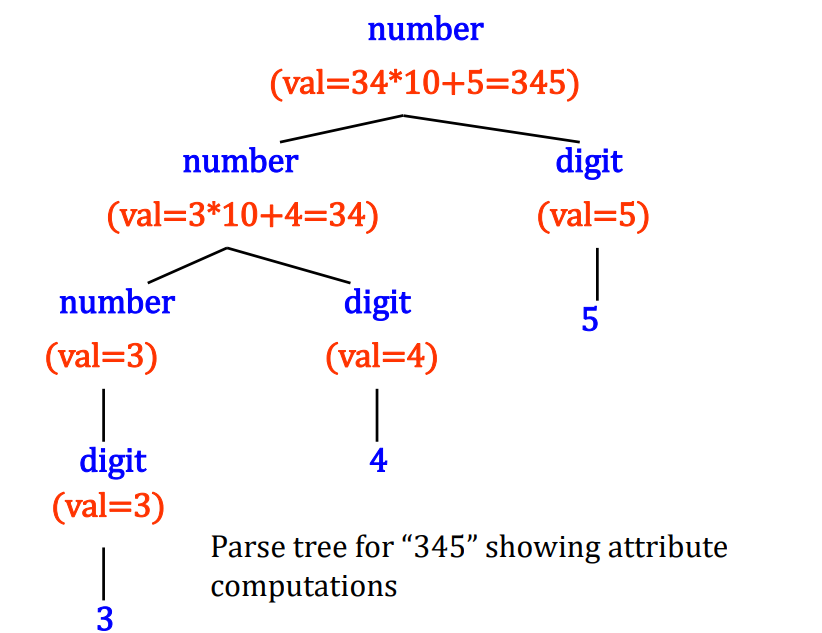 number
(val=34*10+5=345)
number digit
(val=3*10+4=34) (val=5)
number digit 5
(val=3) (val=4)
digit 4
(val=3)
Parse tree for “345” showing attribute
computations
3